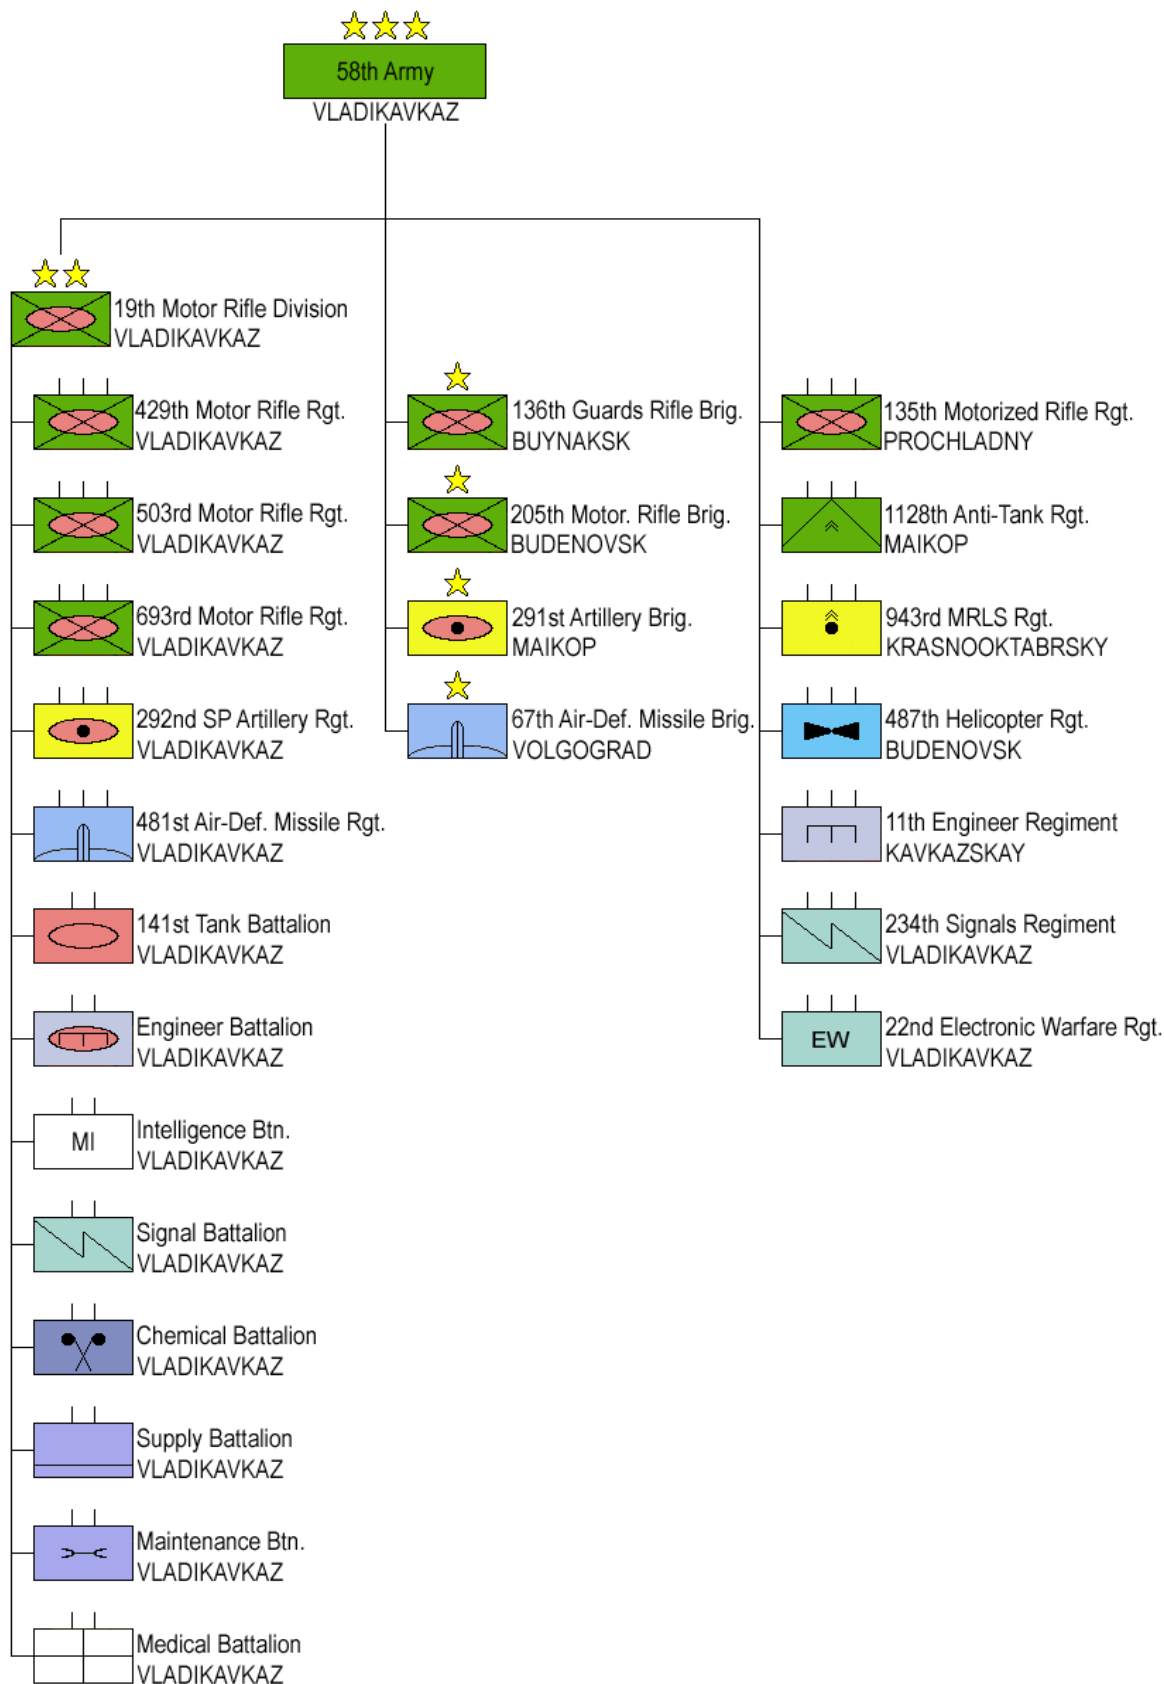 58th Army
VLADIKAVKAZ
19th Motor Rifle Division
VLADIKAVKAZ
429th Motor Rifle Rgt.
VLADIKAVKAZ
503rd Motor Rifle Rgt.
VLADIKAVKAZ
693rd Motor Rifle Rgt.
VLADIKAVKAZ
292nd SP Artillery Rgt.
VLADIKAVKAZ
481st Air-Def. Missile Rgt.
VLADIKAVKAZ
141st Tank Battalion
VLADIKAVKAZ
Engineer Battalion
VLADIKAVKAZ
MI
Intelligence Btn.
VLADIKAVKAZ
Signal Battalion
VLADIKAVKAZ
Chemical Battalion
VLADIKAVKAZ
Supply Battalion
VLADIKAVKAZ
Maintenance Btn.
VLADIKAVKAZ
Medical Battalion
VLADIKAVKAZ
136th Guards Rifle Brig.
BUYNAKSK
205th Motor. Rifle Brig.
BUDENOVSK
291st Artillery Brig.
MAIKOP
67th Air-Def. Missile Brig.
VOLGOGRAD
135th Motorized Rifle Rgt.
PROCHLADNY
1128th Anti-Tank Rgt.
MAIKOP
943rd MRLS Rgt.
KRASNOOKTABRSKY
487th Helicopter Rgt.
BUDENOVSK
11th Engineer Regiment
KAVKAZSKAY
234th Signals Regiment
VLADIKAVKAZ
EW
22nd Electronic Warfare Rgt.
VLADIKAVKAZ